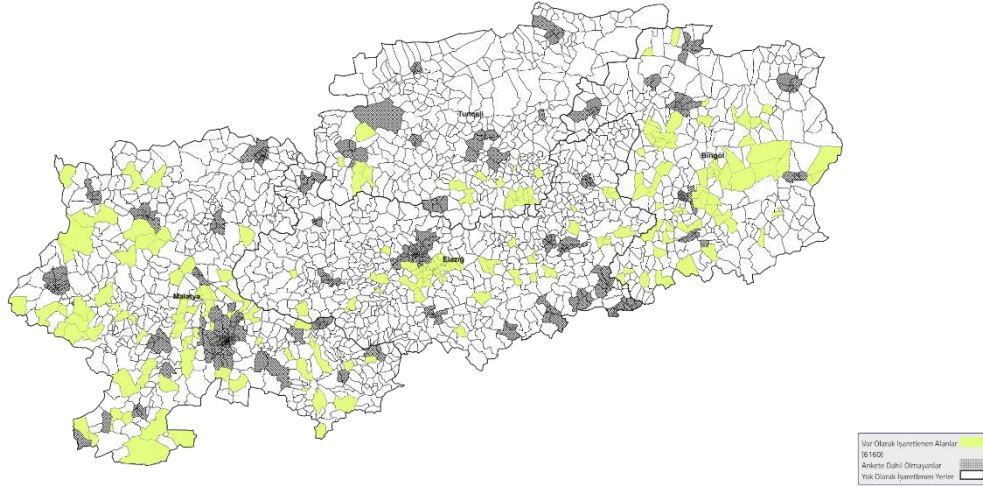 Tunceli
Bingöl
Elazığ
Malatya
Var Olarak İşaretlenen Alanlar
(6160)
Ankete Dahil Olmayanlar
Yok Olarak İşaretlenen Yerler